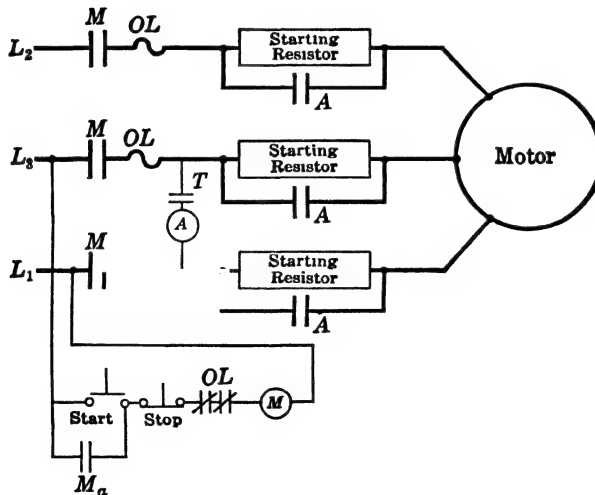 M OL
L₂ Starting Resistor
A
M OL
L₃ Starting Resistor Motor
T
A A
M
L₁ Starting Resistor
A
OL
M
Start Stop
Mₐ